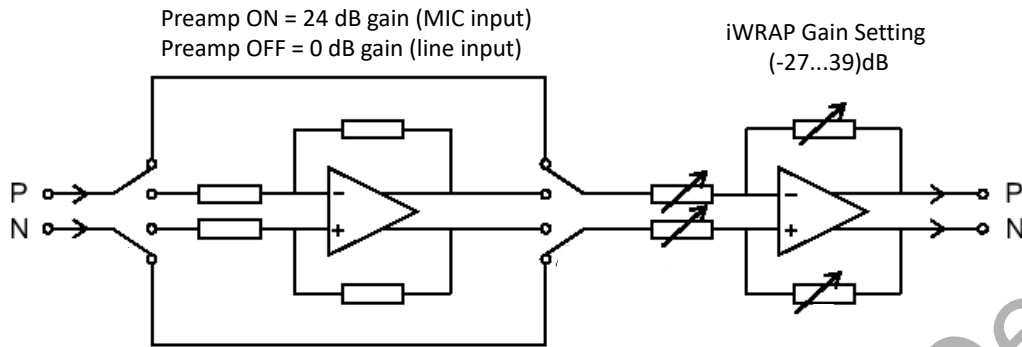 Preamp ON = 24 dB gain (MIC input)
Preamp OFF = 0 dB gain (line input)
iWRAP Gain Setting
(-27...39)dB
P
N
P
N